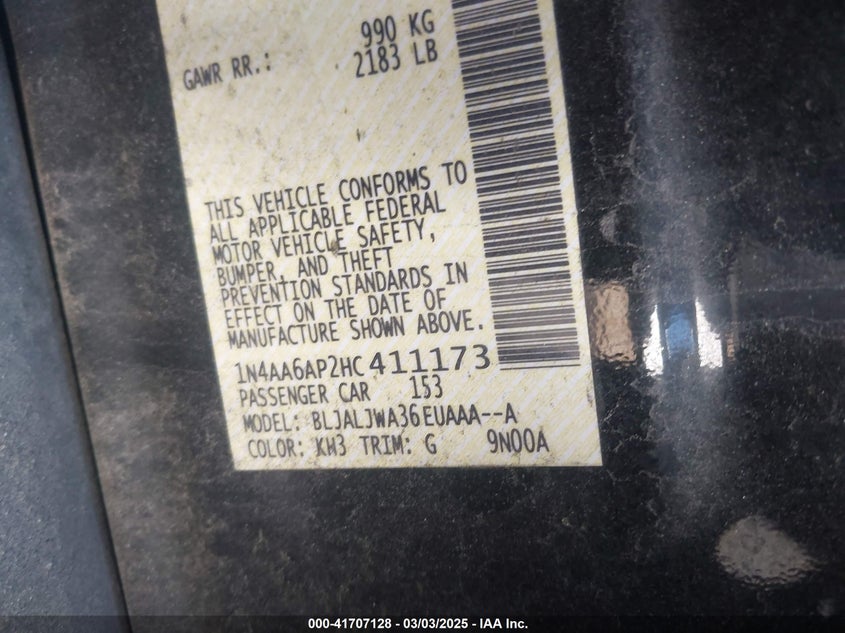 990 KG
GAWR RR.: 2183 LB
THIS VEHICLE CONFORMS TO
ALL APPLICABLE FEDERAL
MOTOR VEHICLE SAFETY,
BUMPER, AND THEFT
PREVENTION STANDARDS IN
EFFECT ON THE DATE OF
MANUFACTURE SHOWN ABOVE.
1N4AA6AP2HC411173
PASSENGER CAR 153
MODEL: BLJALJWA36EUAAA--A
COLOR: KH3 TRIM: G 9N00A
000-41707128 - 03/03/2025 - IAA Inc.